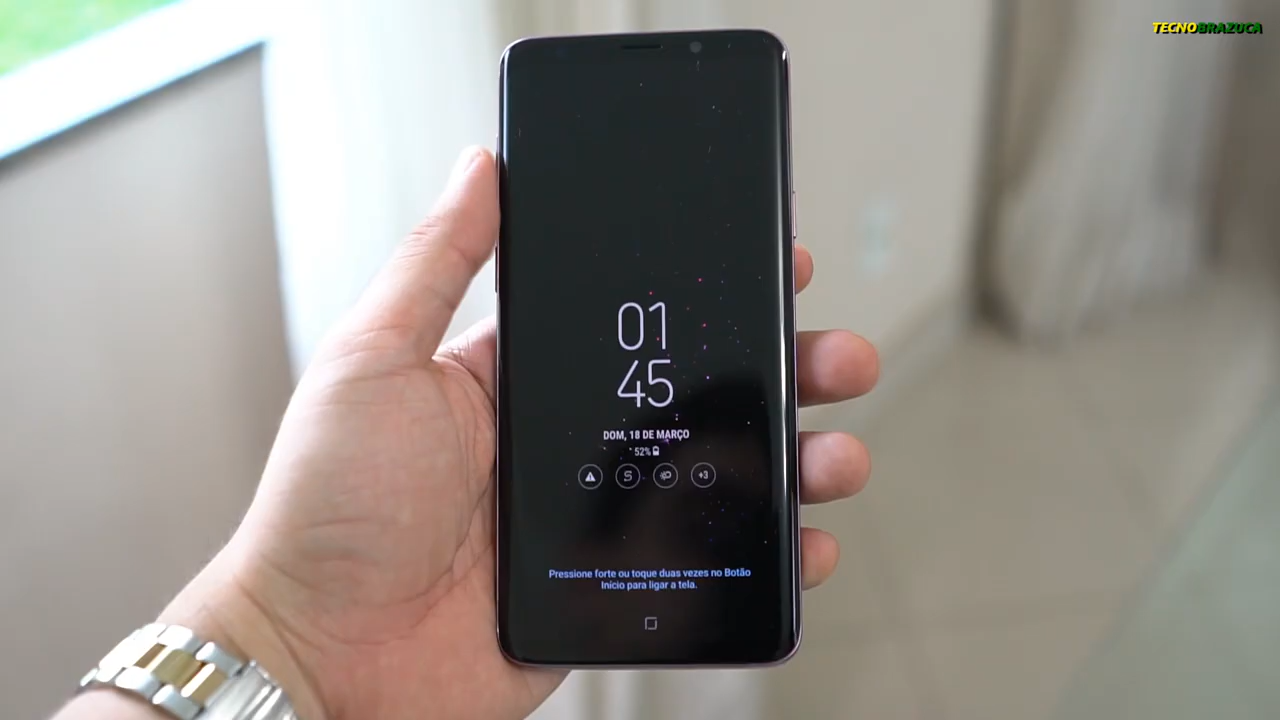 TECNOBRAZUCA
01
45
DOM, 18 DE MARÇO
52%
+3
Pressione forte ou toque duas vezes no Botão
Início para ligar a tela.